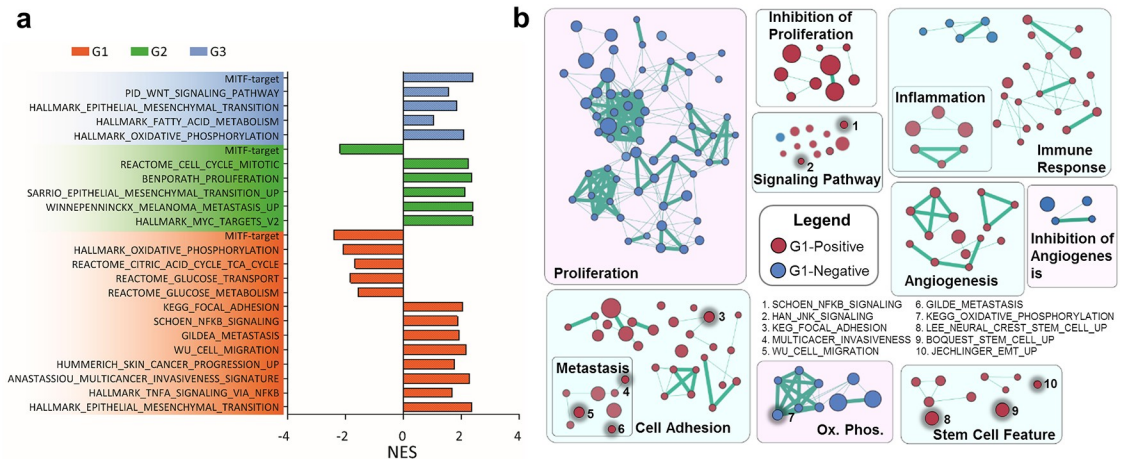 a
G1
G2
G3
MITF-target
PID_WNT_SIGNALING_PATHWAY
HALLMARK_EPITHELIAL_MESENCHYMAL_TRANSITION
HALLMARK_FATTY_ACID_METABOLISM
HALLMARK_OXIDATIVE_PHOSPHORYLATION
MITF-target
REACTOME_CELL_CYCLE_MITOTIC
BENPORATH_PROLIFERATION
SARRIO_EPITHELIAL_MESENCHYMAL_TRANSITION_UP
WINNEPENNINCKX_MELANOMA_METASTASIS_UP
HALLMARK_MYC_TARGETS_V2
MITF-target
HALLMARK_OXIDATIVE_PHOSPHORYLATION
REACTOME_CITRIC_ACID_CYCLE_TCA_CYCLE
REACTOME_GLUCOSE_TRANSPORT
REACTOME_GLUCOSE_METABOLISM
KEGG_FOCAL_ADHESION
SCHOEN_NFKB_SIGNALING
GILDEA_METASTASIS
WU_CELL_MIGRATION
HUMMERICH_SKIN_CANCER_PROGRESSION_UP
ANASTASSIOU_MULTICANCER_INVASIVENESS_SIGNATURE
HALLMARK_TNFA_SIGNALING_VIA_NFKB
HALLMARK_EPITHELIAL_MESENCHYMAL_TRANSITION
-4 -2 0 2 4
NES
b
Proliferation
Inhibition of
Proliferation
1
2
Signaling Pathway
Inflammation
Immune
Response
Legend
G1-Positive
G1-Negative
Angiogenesis
Inhibition of
Angiogenes
is
1. SCHOEN_NFKB_SIGNALING
2. HAN_JNK_SIGNALING
3. KEG_FOCAL_ADHESION
4. MULTICACER_INVASIVENESS
5. WU_CELL_MIGRATION
6. GILDE_METASTASIS
7. KEGG_OXIDATIVE_PHOSPHORYLATION
8. LEE_NEURAL_CREST_STEM_CELL_UP
9. BOQUEST_STEM_CELL_UP
10. JECHLINGER_EMT_UP
3
Metastasis
4
5
6
Cell Adhesion
7
Ox. Phos.
10
8
9
Stem Cell Feature